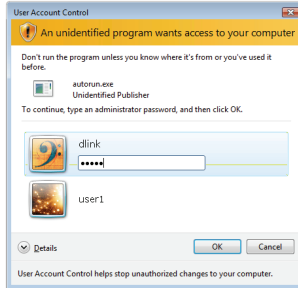 User Account Control
An unidentified program wants access to your computer
Don't run the program unless you know where it's from or you've used it
before.
autorun.exe
Unidentified Publisher
To continue, type an administrator password, and then click OK.
dlink
•••••
user1
Details
OK Cancel
User Account Control helps stop unauthorized changes to your computer.